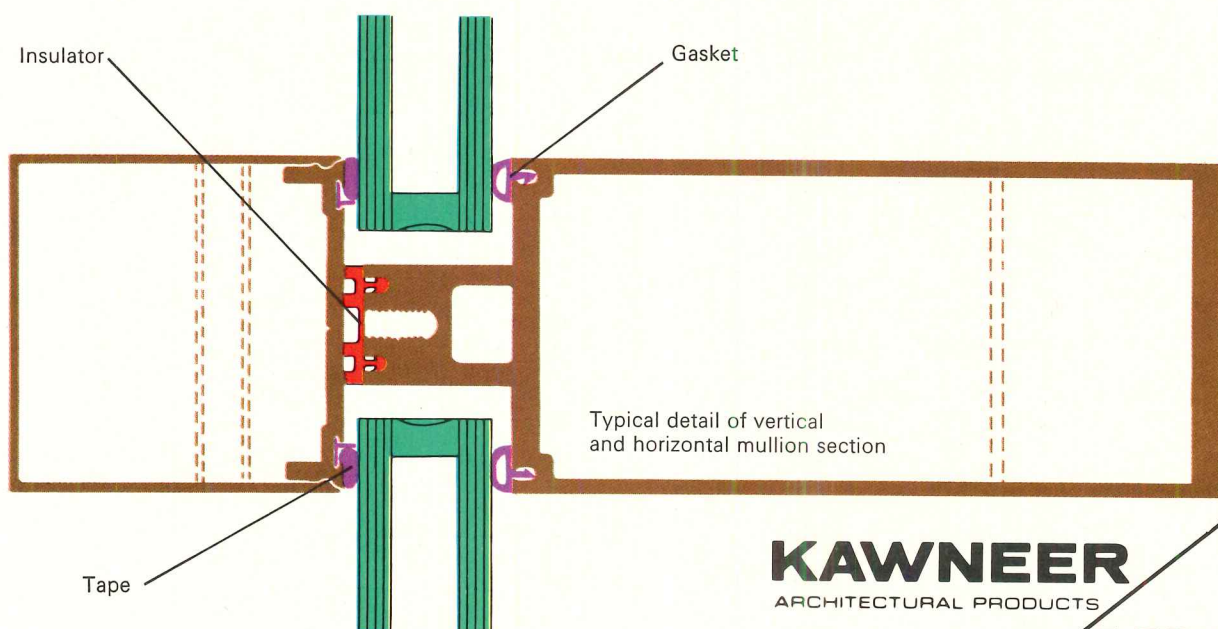 Insulator
Gasket
Typical detail of vertical
and horizontal mullion section
Tape
KAWNEER
ARCHITECTURAL PRODUCTS